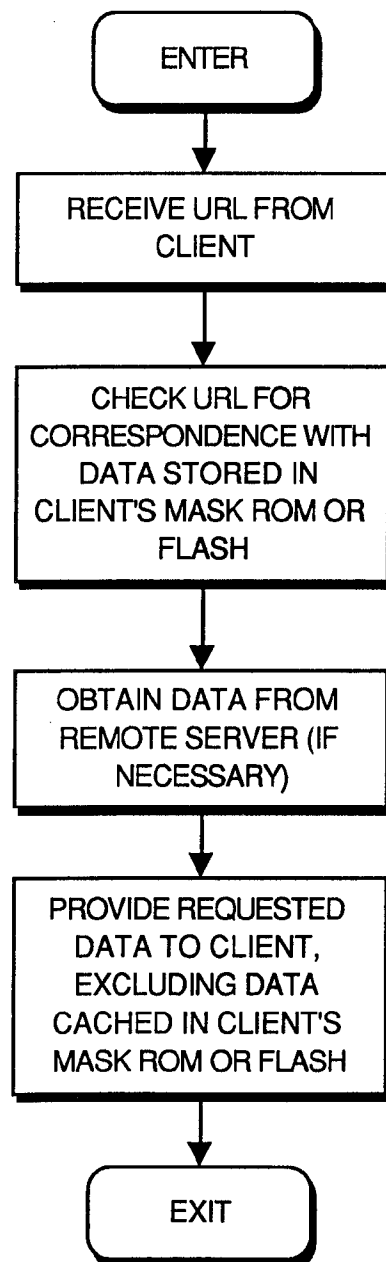 ENTER
RECEIVE URL FROM
CLIENT
CHECK URL FOR
CORRESPONDENCE WITH
DATA STORED IN
CLIENT'S MASK ROM OR
FLASH
OBTAIN DATA FROM
REMOTE SERVER (IF
NECESSARY)
PROVIDE REQUESTED
DATA TO CLIENT,
EXCLUDING DATA
CACHED IN CLIENT'S
MASK ROM OR FLASH
EXIT